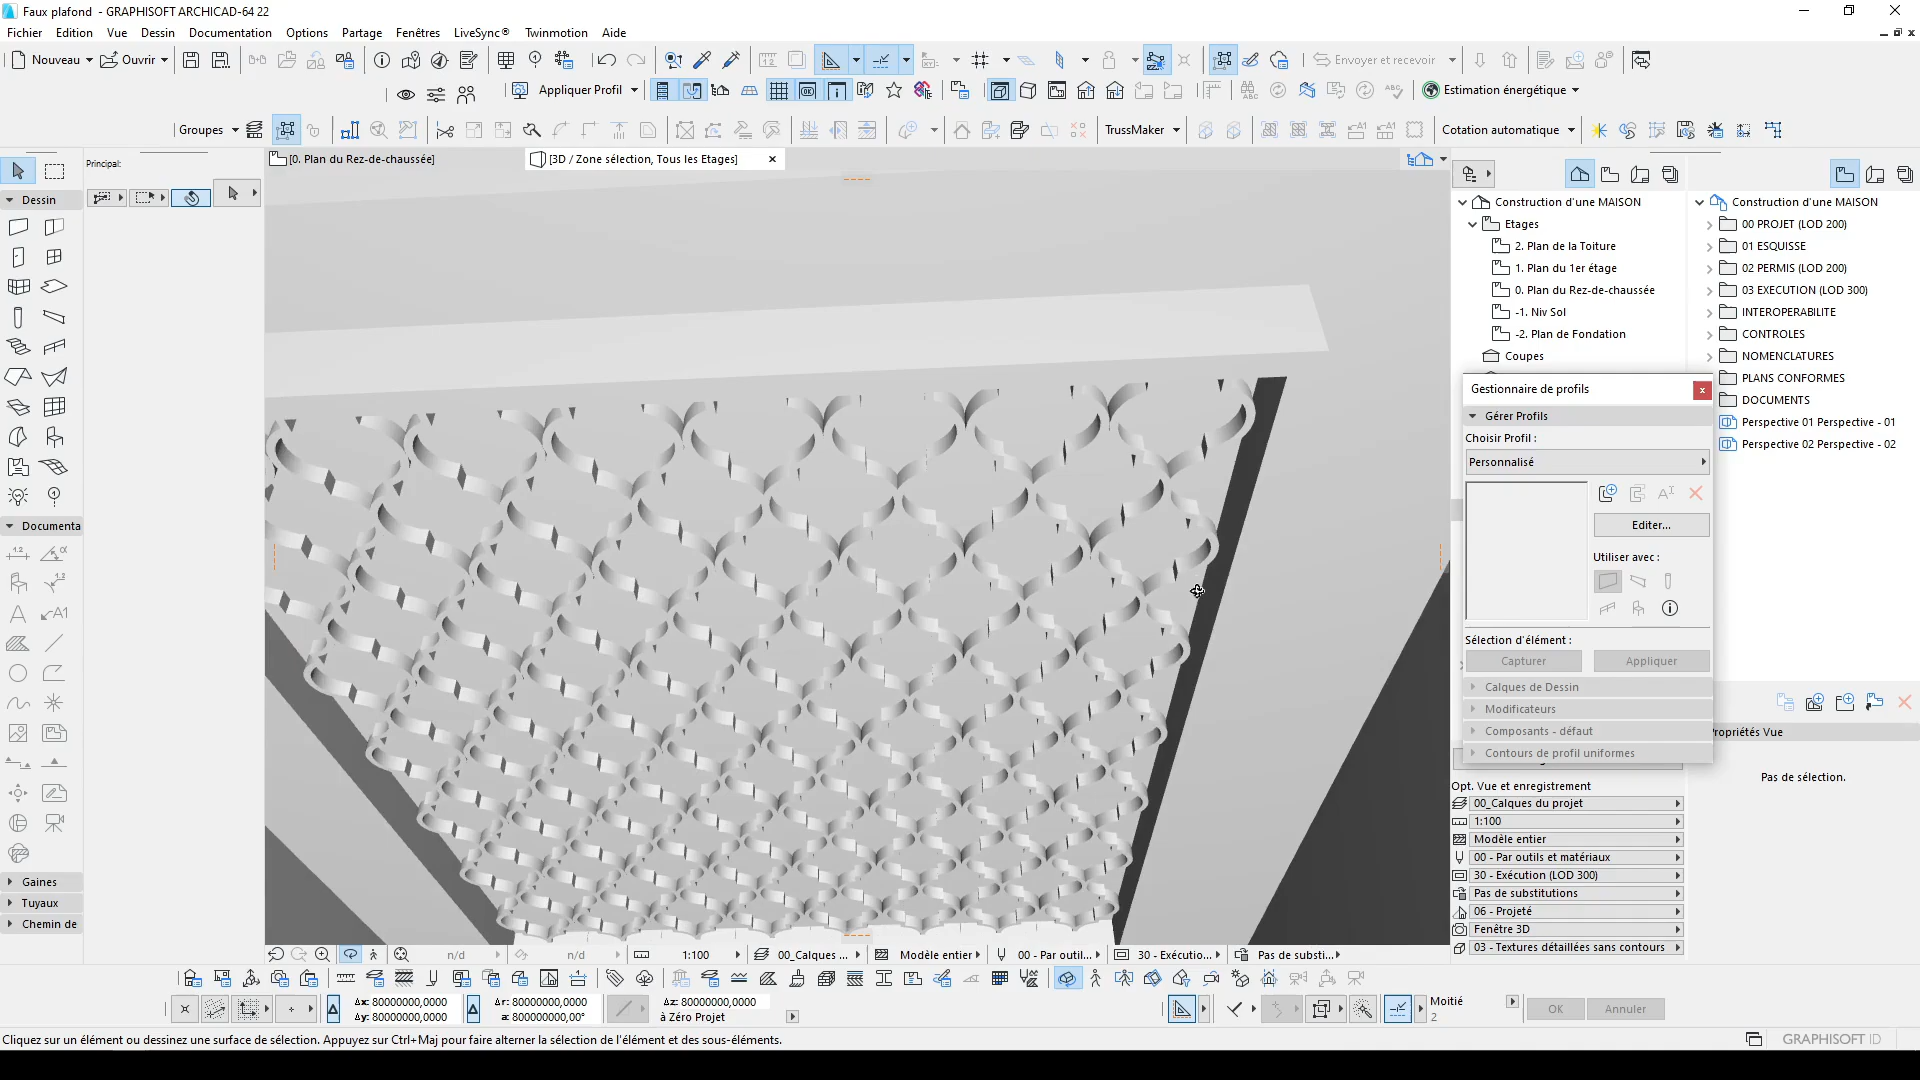 Faux plafond - GRAPHISOFT ARCHICAD-64 22
Fichier Edition Vue Dessin Documentation Options Partage Fenêtres LiveSync® Twinmotion Aide
Nouveau Ouvrir Envoyer et recevoir
Appliquer Profil Estimation énergétique
Groupes TrussMaker Cotation automatique
Principal:
[0. Plan du Rez-de-chaussée] [3D / Zone sélection, Tous les Etages]
Dessin
Documenta
Gaines
Tuyaux
Chemin de
Construction d'une MAISON
Etages
2. Plan de la Toiture
1. Plan du 1er étage
0. Plan du Rez-de-chaussée
-1. Niv Sol
-2. Plan de Fondation
Coupes
Construction d'une MAISON
00 PROJET (LOD 200)
01 ESQUISSE
02 PERMIS (LOD 200)
03 EXECUTION (LOD 300)
INTEROPERABILITE
CONTROLES
NOMENCLATURES
PLANS CONFORMES
DOCUMENTS
Perspective 01 Perspective - 01
Perspective 02 Perspective - 02
Gestionnaire de profils
Gérer Profils
Choisir Profil :
Personnalisé
Editer...
Utiliser avec :
Sélection d'élément :
Capturer Appliquer
Calques de Dessin
Modificateurs
Composants - défaut
Contours de profil uniformes
ropriétés Vue
Pas de sélection.
Opt. Vue et enregistrement
00_Calques du projet
1:100
Modèle entier
00 - Par outils et matériaux
30 - Exécution (LOD 300)
Pas de substitutions
06 - Projeté
Fenêtre 3D
03 - Textures détaillées sans contours
n/d n/d 1:100 00_Calques ... Modèle entier 00 - Par outil... 30 - Exécutio... Pas de substi...
Δx: 80000000,0000 Δr: 80000000,0000 Δz: 80000000,0000
Δy: 80000000,0000 a: 800000000,00° à Zéro Projet
Moitié
2
OK Annuler
Cliquez sur un élément ou dessinez une surface de sélection. Appuyez sur Ctrl+Maj pour faire alterner la sélection de l'élément et des sous-éléments.
GRAPHISOFT ID